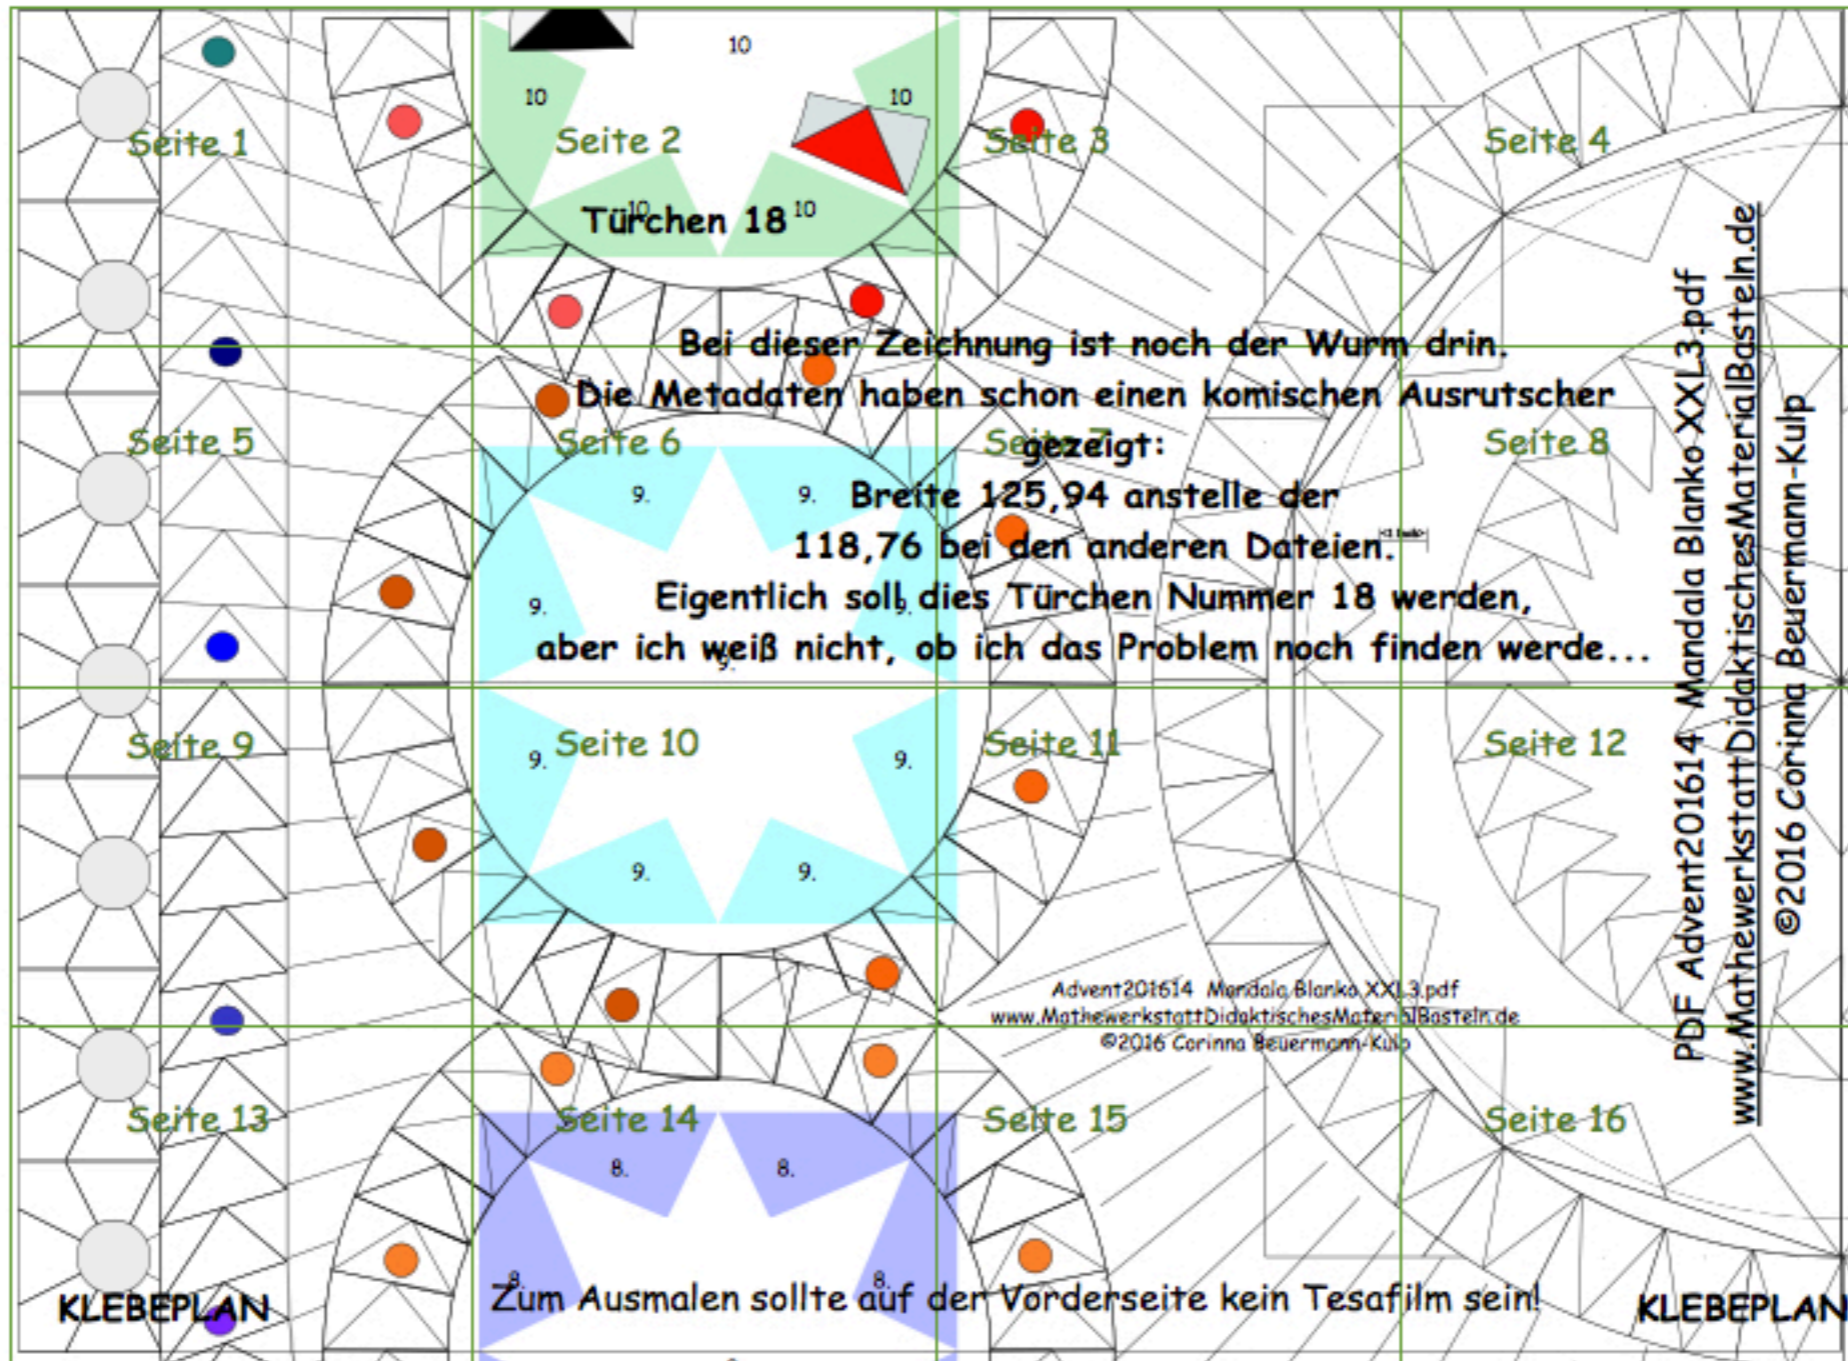 10
10
10
Seite 1
Seite 2
Seite 3
Seite 4
10
10
Türchen 18
Bei dieser Zeichnung ist noch der Wurm drin.
Die Metadaten haben schon einen komischen Ausrutscher
gezeigt:
Seite 5
Seite 6
Seite 7
Seite 8
9.
9.
Breite 125,94 anstelle der
118,76 bei den anderen Dateien.
9.
9.
Eigentlich soll dies Türchen Nummer 18 werden,
aber ich weiß nicht, ob ich das Problem noch finden werde...
9.
Seite 9
Seite 10
Seite 11
Seite 12
9.
9.
9.
9.
Advent201614 Mandala Blanko XXL3.pdf
www.MathewerkstattDidaktischesMaterialBasteln.de
©2016 Corinna Beuermann-Kulp
Seite 13
Seite 14
Seite 15
Seite 16
8.
8.
8.
8.
Zum Ausmalen sollte auf der Vorderseite kein Tesafilm sein!
KLEBEPLAN
KLEBEPLAN
PDF Advent201614 Mandala Blanko XXL3.pdf
www.MathewerkstattDidaktischesMaterialBasteln.de
©2016 Corinna Beuermann-Kulp